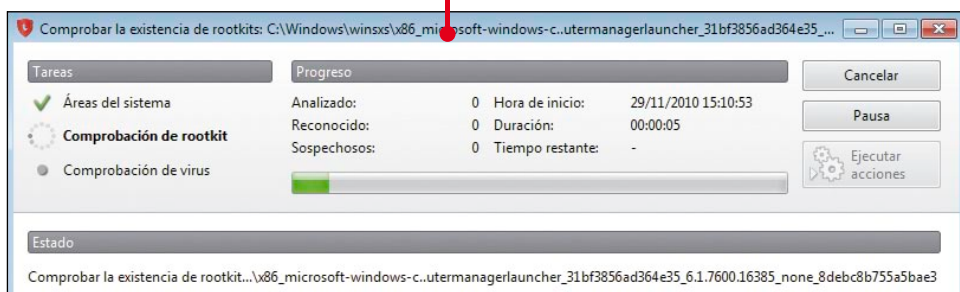 Comprobar la existencia de rootkits: C:\Windows\winsxs\x86_microsoft-windows-c..utermanagerlauncher_31bf3856ad364e35_...
Tareas
Áreas del sistema
Comprobación de rootkit
Comprobación de virus
Progreso
Analizado: 0 Hora de inicio: 29/11/2010 15:10:53
Reconocido: 0 Duración: 00:00:05
Sospechosos: 0 Tiempo restante: -
Cancelar
Pausa
Ejecutar
acciones
Estado
Comprobar la existencia de rootkit...\x86_microsoft-windows-c..utermanagerlauncher_31bf3856ad364e35_6.1.7600.16385_none_8debc8b755a5bae3